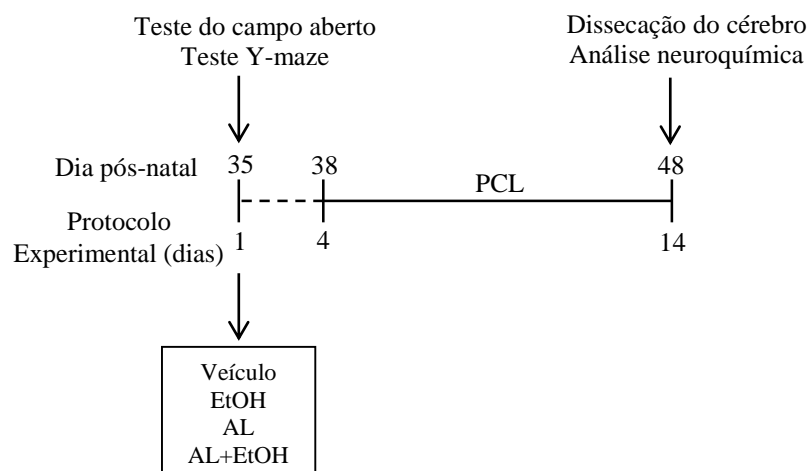 Teste do campo aberto
Teste Y-maze
Dissecação do cérebro
Análise neuroquímica
Dia pós-natal
35
38
48
PCL
Protocolo
Experimental (dias)
1
4
14
Veículo
EtOH
AL
AL+EtOH